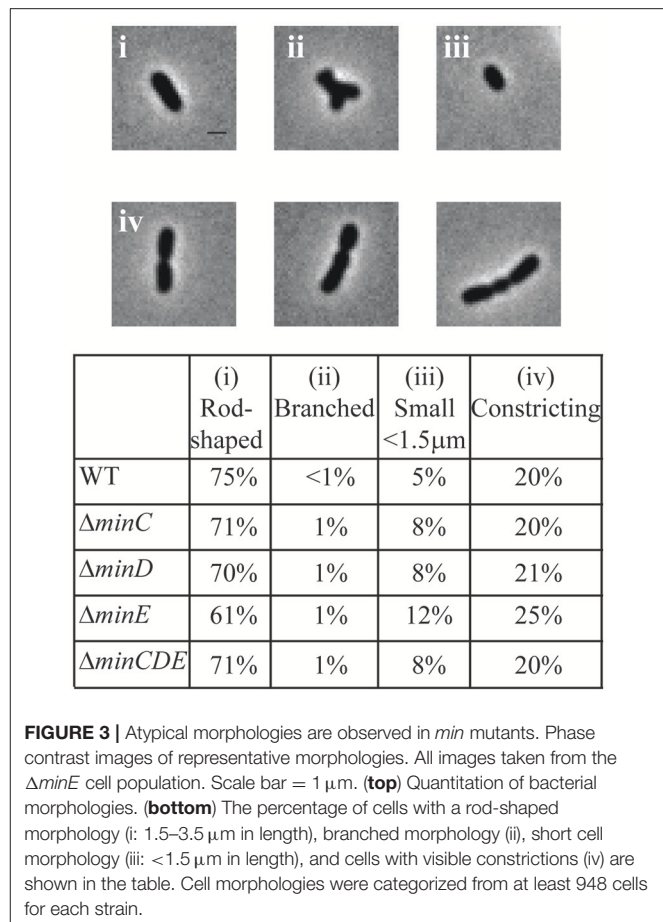 i
ii
iii
iv
(i) Rod-shaped
(ii) Branched
(iii) Small <1.5μm
(iv) Constricting
WT 75% <1% 5% 20%
ΔminC 71% 1% 8% 20%
ΔminD 70% 1% 8% 21%
ΔminE 61% 1% 12% 25%
ΔminCDE 71% 1% 8% 20%
FIGURE 3 | Atypical morphologies are observed in min mutants. Phase
contrast images of representative morphologies. All images taken from the
ΔminE cell population. Scale bar = 1 μm. (top) Quantitation of bacterial
morphologies. (bottom) The percentage of cells with a rod-shaped
morphology (i: 1.5–3.5 μm in length), branched morphology (ii), short cell
morphology (iii: <1.5 μm in length), and cells with visible constrictions (iv) are
shown in the table. Cell morphologies were categorized from at least 948 cells
for each strain.